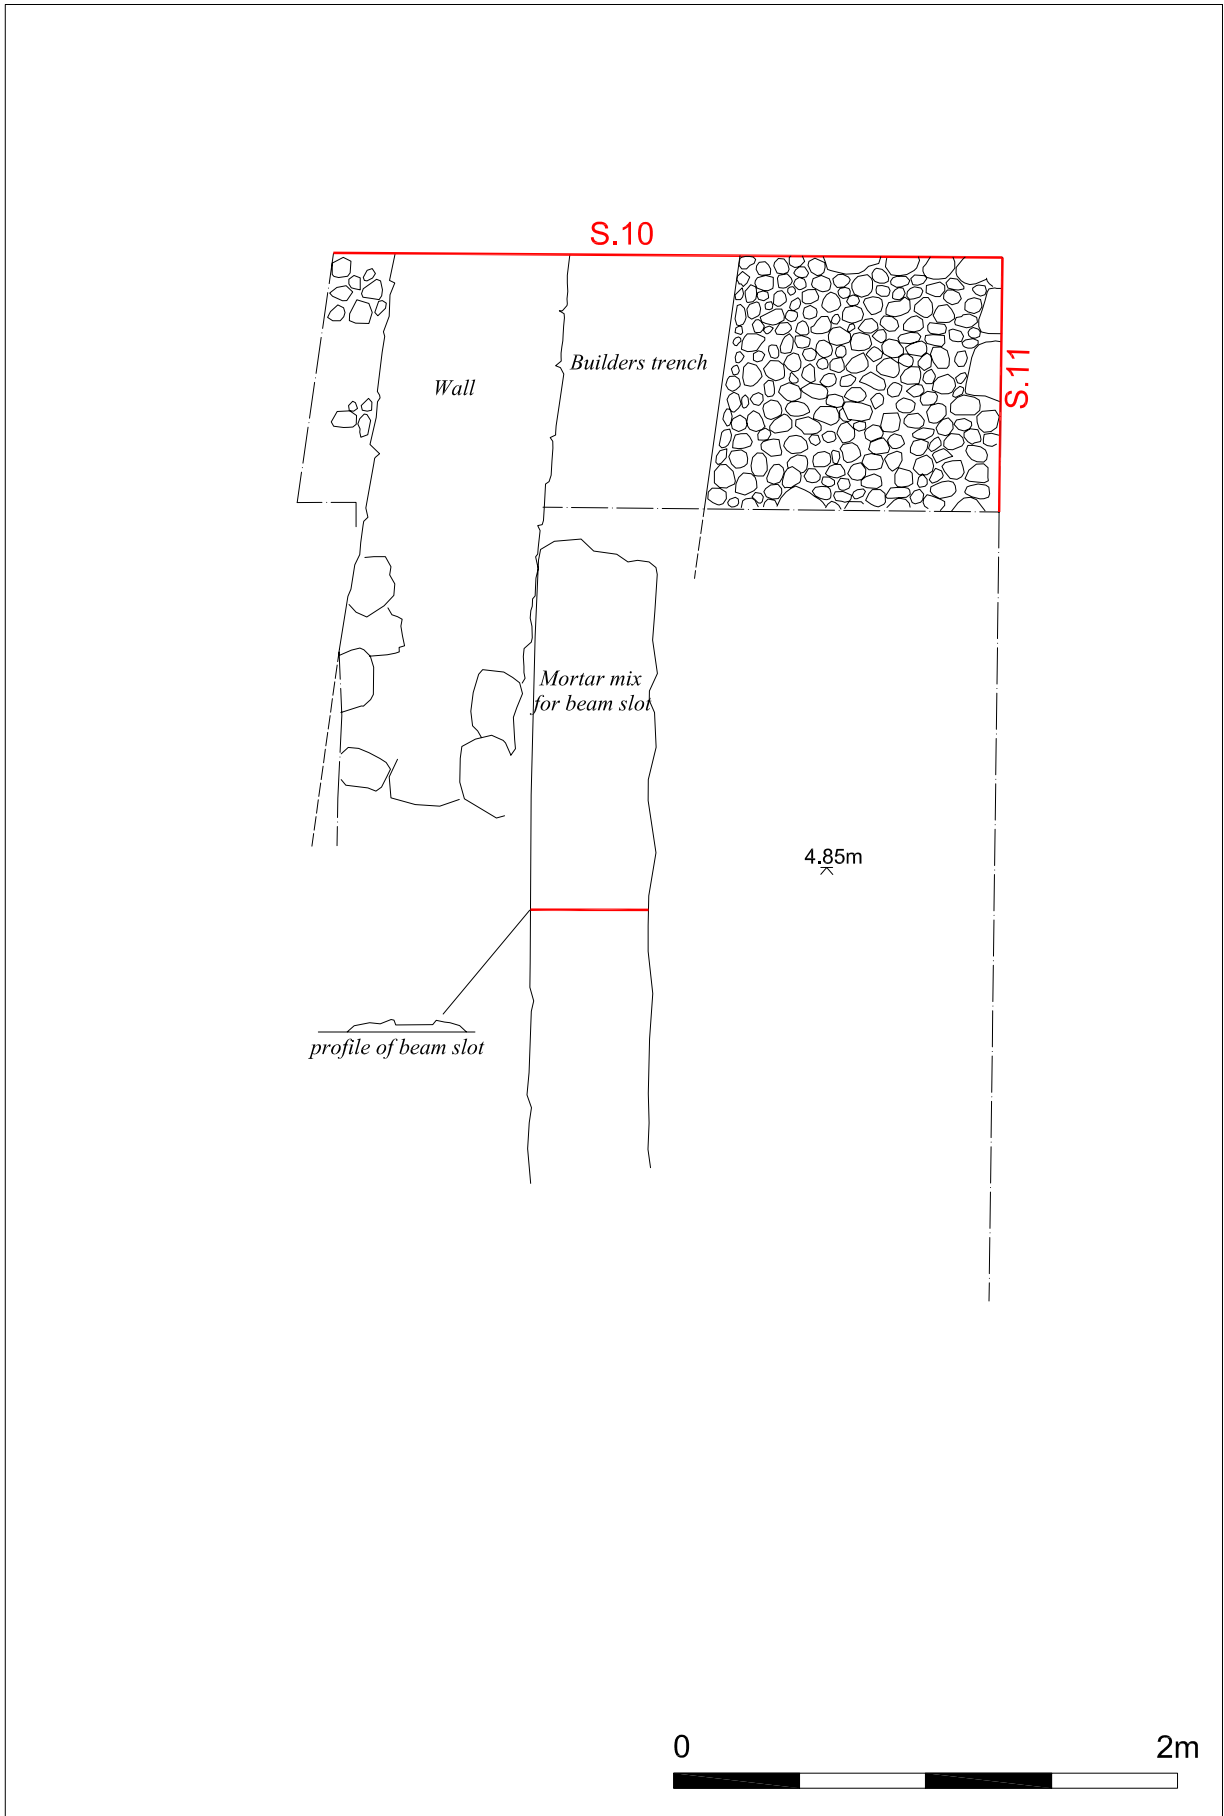 S.10
Builders trench
Wall
S.11
Mortar mix
for beam slot
4.85m
profile of beam slot
0
2m